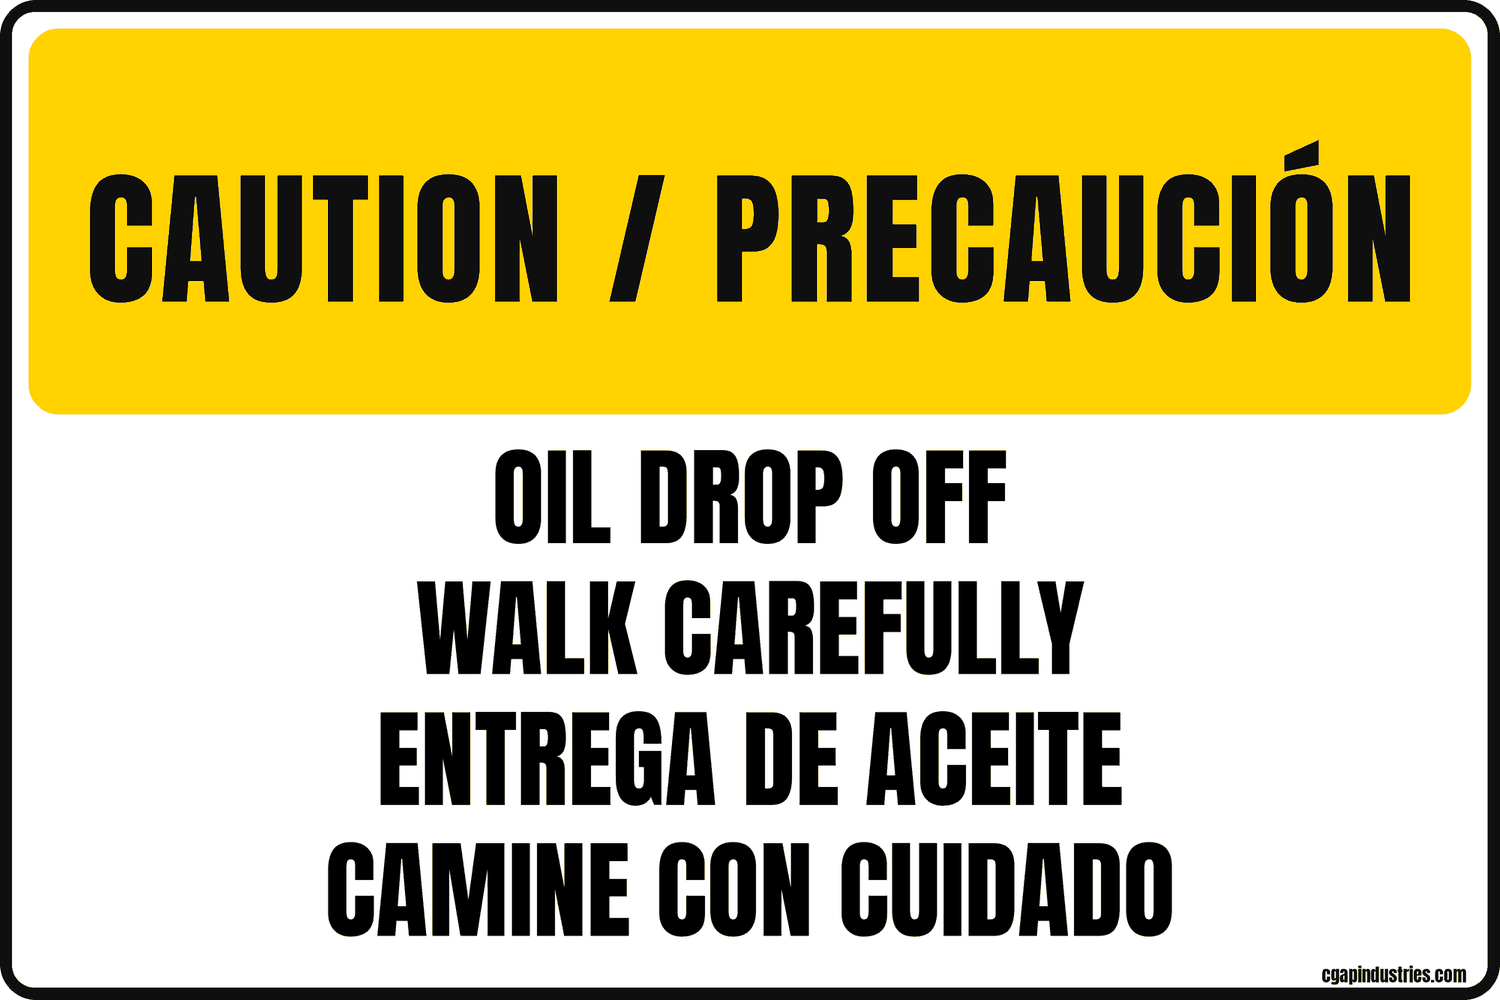 CAUTION / PRECAUCIÓN
OIL DROP OFF
WALK CAREFULLY
ENTREGA DE ACEITE
CAMINE CON CUIDADO
cgapindustries.com